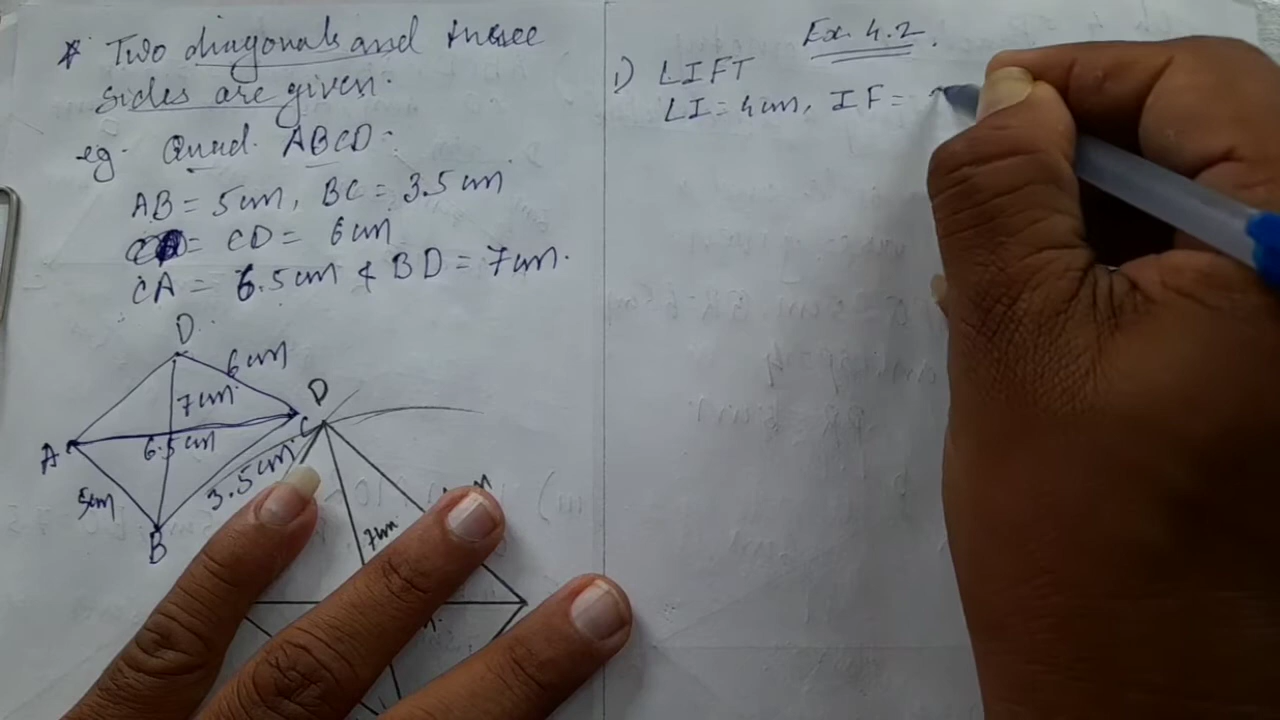 * Two diagonals and three
sides are given.
eg. Quad. ABCD:
AB = 5cm, BC = 3.5cm
= CD = 6cm
CA = 6.5cm & BD = 7cm.
D
6cm
7cm
A
6.5cm
C
5cm
3.5cm
B
D
7cm
Ex. 4.2.
1) LIFT
LI = 4cm, IF =